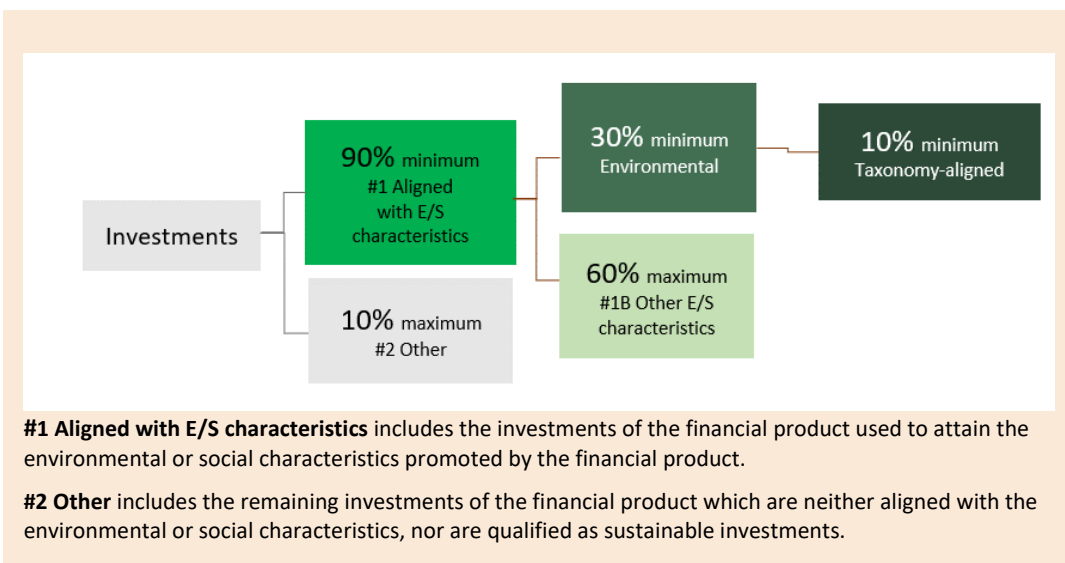 Investments
90% minimum
#1 Aligned
with E/S
characteristics
10% maximum
#2 Other
30% minimum
Environmental
60% maximum
#1B Other E/S
characteristics
10% minimum
Taxonomy-aligned
#1 Aligned with E/S characteristics includes the investments of the financial product used to attain the
environmental or social characteristics promoted by the financial product.
#2 Other includes the remaining investments of the financial product which are neither aligned with the
environmental or social characteristics, nor are qualified as sustainable investments.